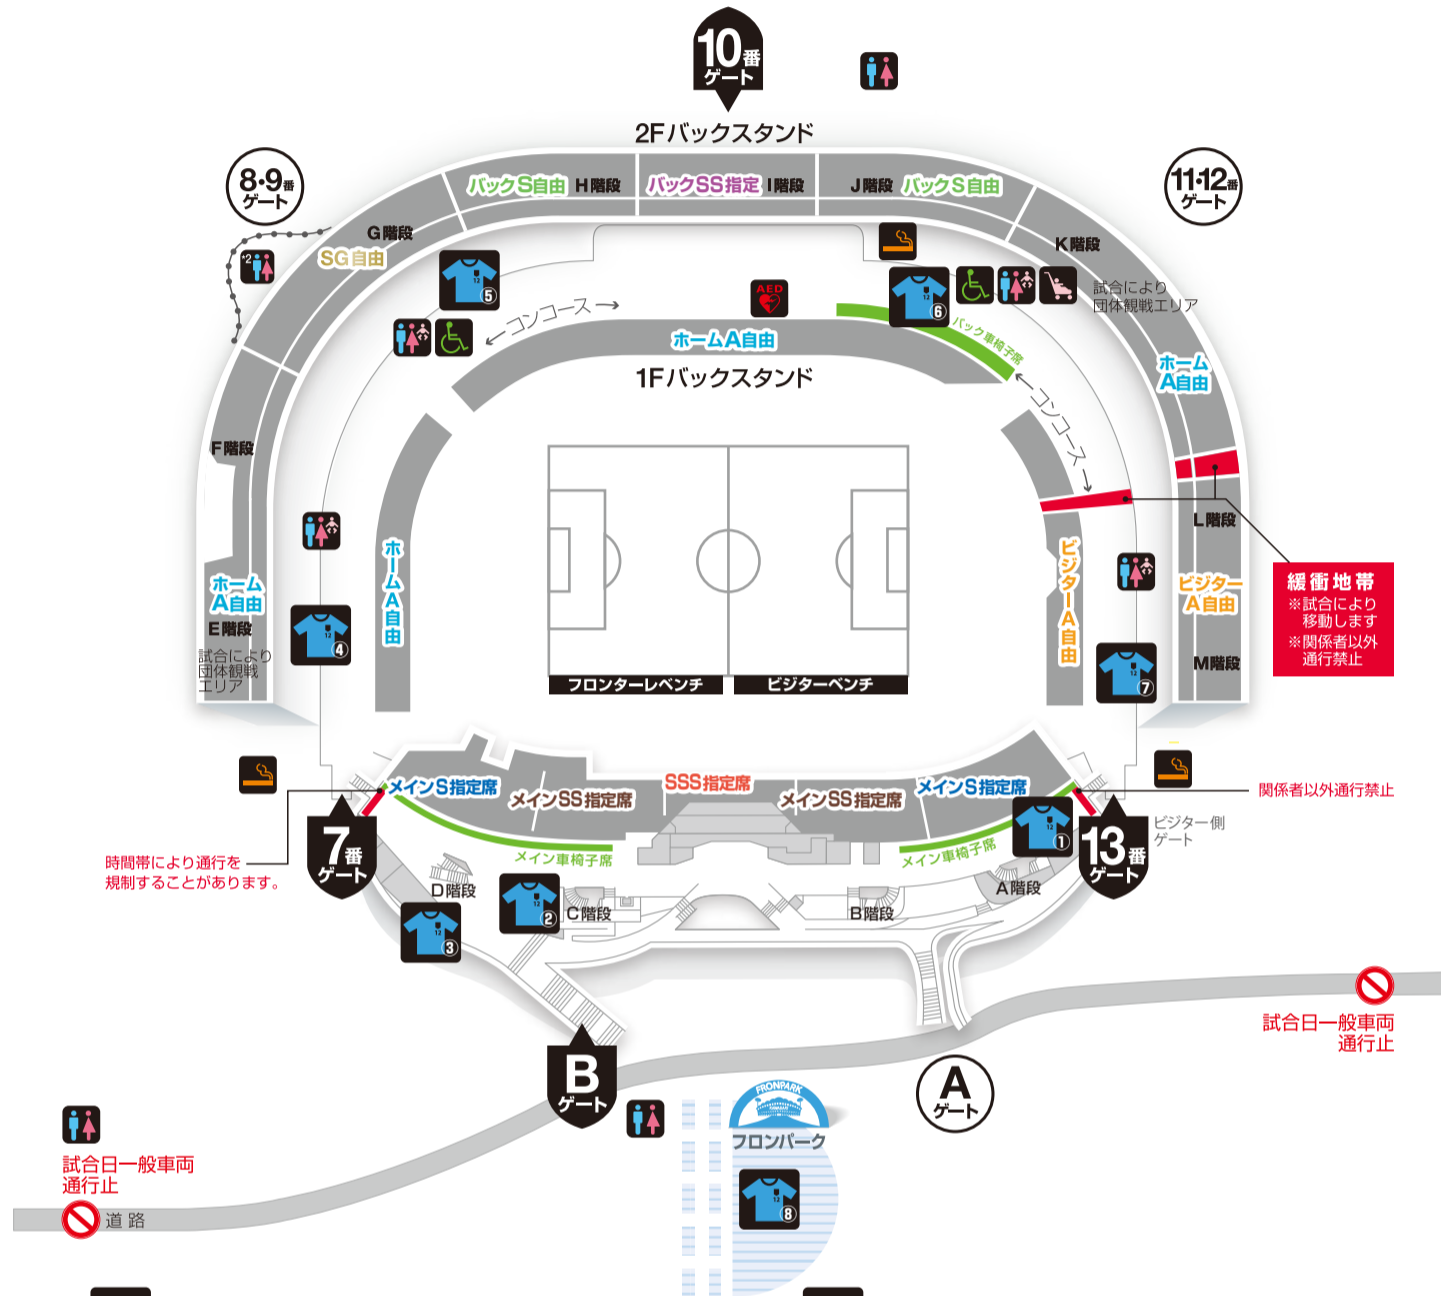 10番
ゲート
2Fバックスタンド
8・9番
ゲート
11・12番
ゲート
バックS自由
H階段
バックSS指定
I階段
J階段
バックS自由
G階段
SG自由
K階段
*2
12
5
コンコース
AED
12
6
バック車椅子席
試合により
団体観戦エリア
ホームA自由
1Fバックスタンド
ホーム
A自由
コンコース
F階段
L階段
ホームA自由
ビジターA自由
ホーム
A自由
E階段
試合により
団体観戦
エリア
12
4
ビジター
A自由
M階段
12
7
緩衝地帯
※試合により
移動します
※関係者以外
通行禁止
フロンターレベンチ
ビジターベンチ
メインS指定席
メインSS指定席
SSS指定席
メインSS指定席
メインS指定席
関係者以外通行禁止
12
1
7番
ゲート
13番
ゲート
ビジター側
ゲート
時間帯により通行を
規制することがあります。
メイン車椅子席
メイン車椅子席
D階段
12
2
C階段
B階段
A階段
12
3
試合日一般車両
通行止
B
ゲート
A
ゲート
FRONPARK
フロンパーク
試合日一般車両
通行止
12
8
道路